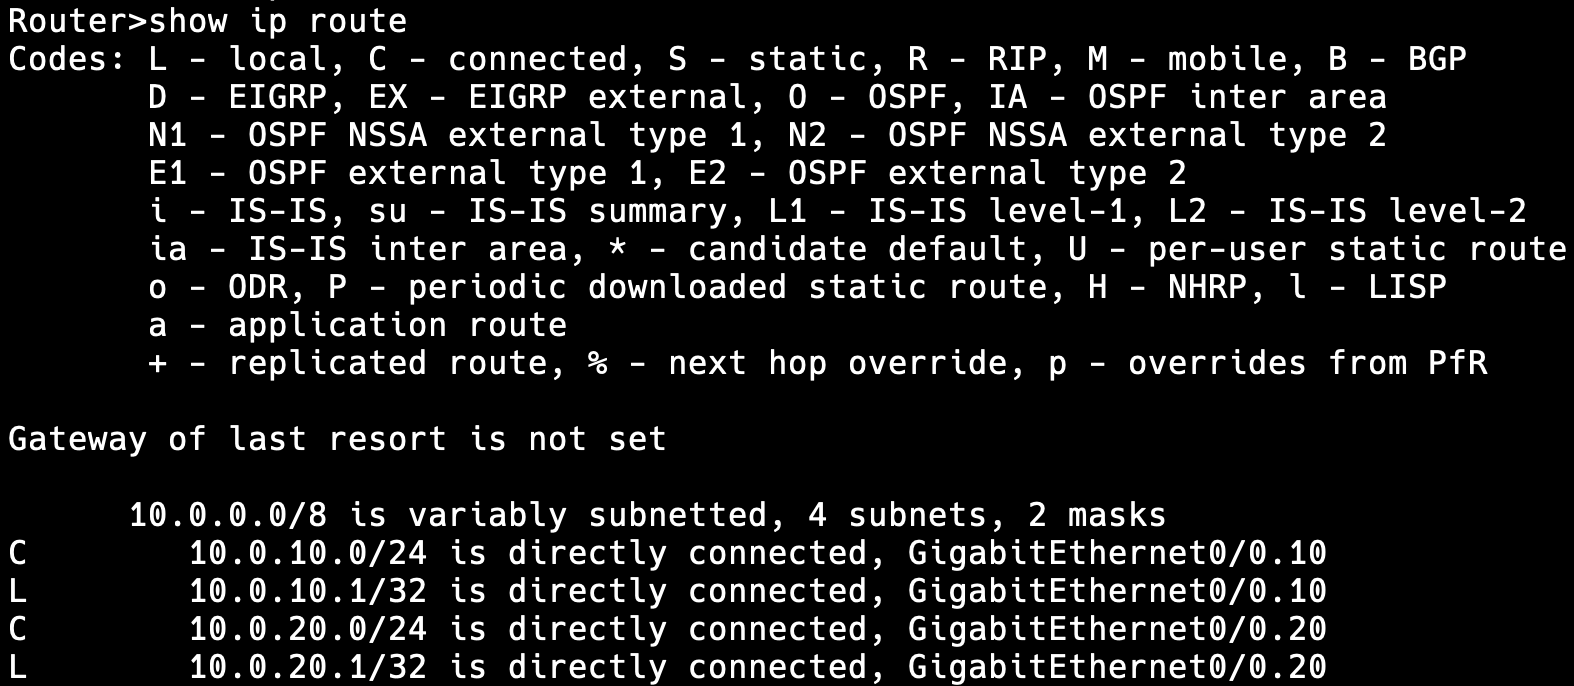 Router>show ip route
Codes: L - local, C - connected, S - static, R - RIP, M - mobile, B - BGP
       D - EIGRP, EX - EIGRP external, O - OSPF, IA - OSPF inter area
       N1 - OSPF NSSA external type 1, N2 - OSPF NSSA external type 2
       E1 - OSPF external type 1, E2 - OSPF external type 2
       i - IS-IS, su - IS-IS summary, L1 - IS-IS level-1, L2 - IS-IS level-2
       ia - IS-IS inter area, * - candidate default, U - per-user static route
       o - ODR, P - periodic downloaded static route, H - NHRP, l - LISP
       a - application route
       + - replicated route, % - next hop override, p - overrides from PfR

Gateway of last resort is not set

      10.0.0.0/8 is variably subnetted, 4 subnets, 2 masks
C        10.0.10.0/24 is directly connected, GigabitEthernet0/0.10
L        10.0.10.1/32 is directly connected, GigabitEthernet0/0.10
C        10.0.20.0/24 is directly connected, GigabitEthernet0/0.20
L        10.0.20.1/32 is directly connected, GigabitEthernet0/0.20